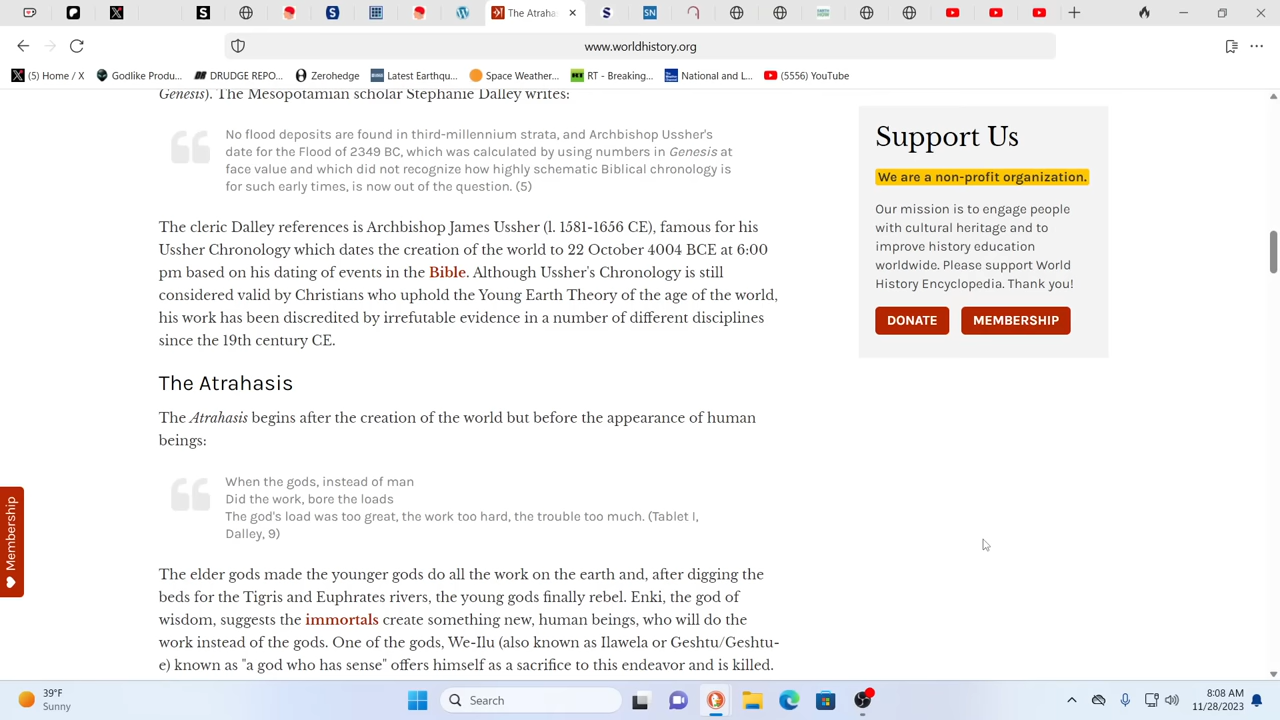 The Atraha
www.worldhistory.org
(5) Home / X
Godlike Produ...
DRUDGE REPO...
Zerohedge
Latest Earthqu...
Space Weather...
RT - Breaking...
National and L...
(5556) YouTube
Genesis). The Mesopotamian scholar Stephanie Dalley writes:
No flood deposits are found in third-millennium strata, and Archbishop Ussher's
date for the Flood of 2349 BC, which was calculated by using numbers in Genesis at
face value and which did not recognize how highly schematic Biblical chronology is
for such early times, is now out of the question. (5)
The cleric Dalley references is Archbishop James Ussher (l. 1581-1656 CE), famous for his
Ussher Chronology which dates the creation of the world to 22 October 4004 BCE at 6:00
pm based on his dating of events in the Bible. Although Ussher's Chronology is still
considered valid by Christians who uphold the Young Earth Theory of the age of the world,
his work has been discredited by irrefutable evidence in a number of different disciplines
since the 19th century CE.
The Atrahasis
The Atrahasis begins after the creation of the world but before the appearance of human
beings:
When the gods, instead of man
Did the work, bore the loads
The god's load was too great, the work too hard, the trouble too much. (Tablet I,
Dalley, 9)
The elder gods made the younger gods do all the work on the earth and, after digging the
beds for the Tigris and Euphrates rivers, the young gods finally rebel. Enki, the god of
wisdom, suggests the immortals create something new, human beings, who will do the
work instead of the gods. One of the gods, We-Ilu (also known as Ilawela or Geshtu/Geshtu-
e) known as "a god who has sense" offers himself as a sacrifice to this endeavor and is killed.
Support Us
We are a non-profit organization.
Our mission is to engage people
with cultural heritage and to
improve history education
worldwide. Please support World
History Encyclopedia. Thank you!
DONATE
MEMBERSHIP
Membership
39°F
Sunny
Search
8:08 AM
11/28/2023